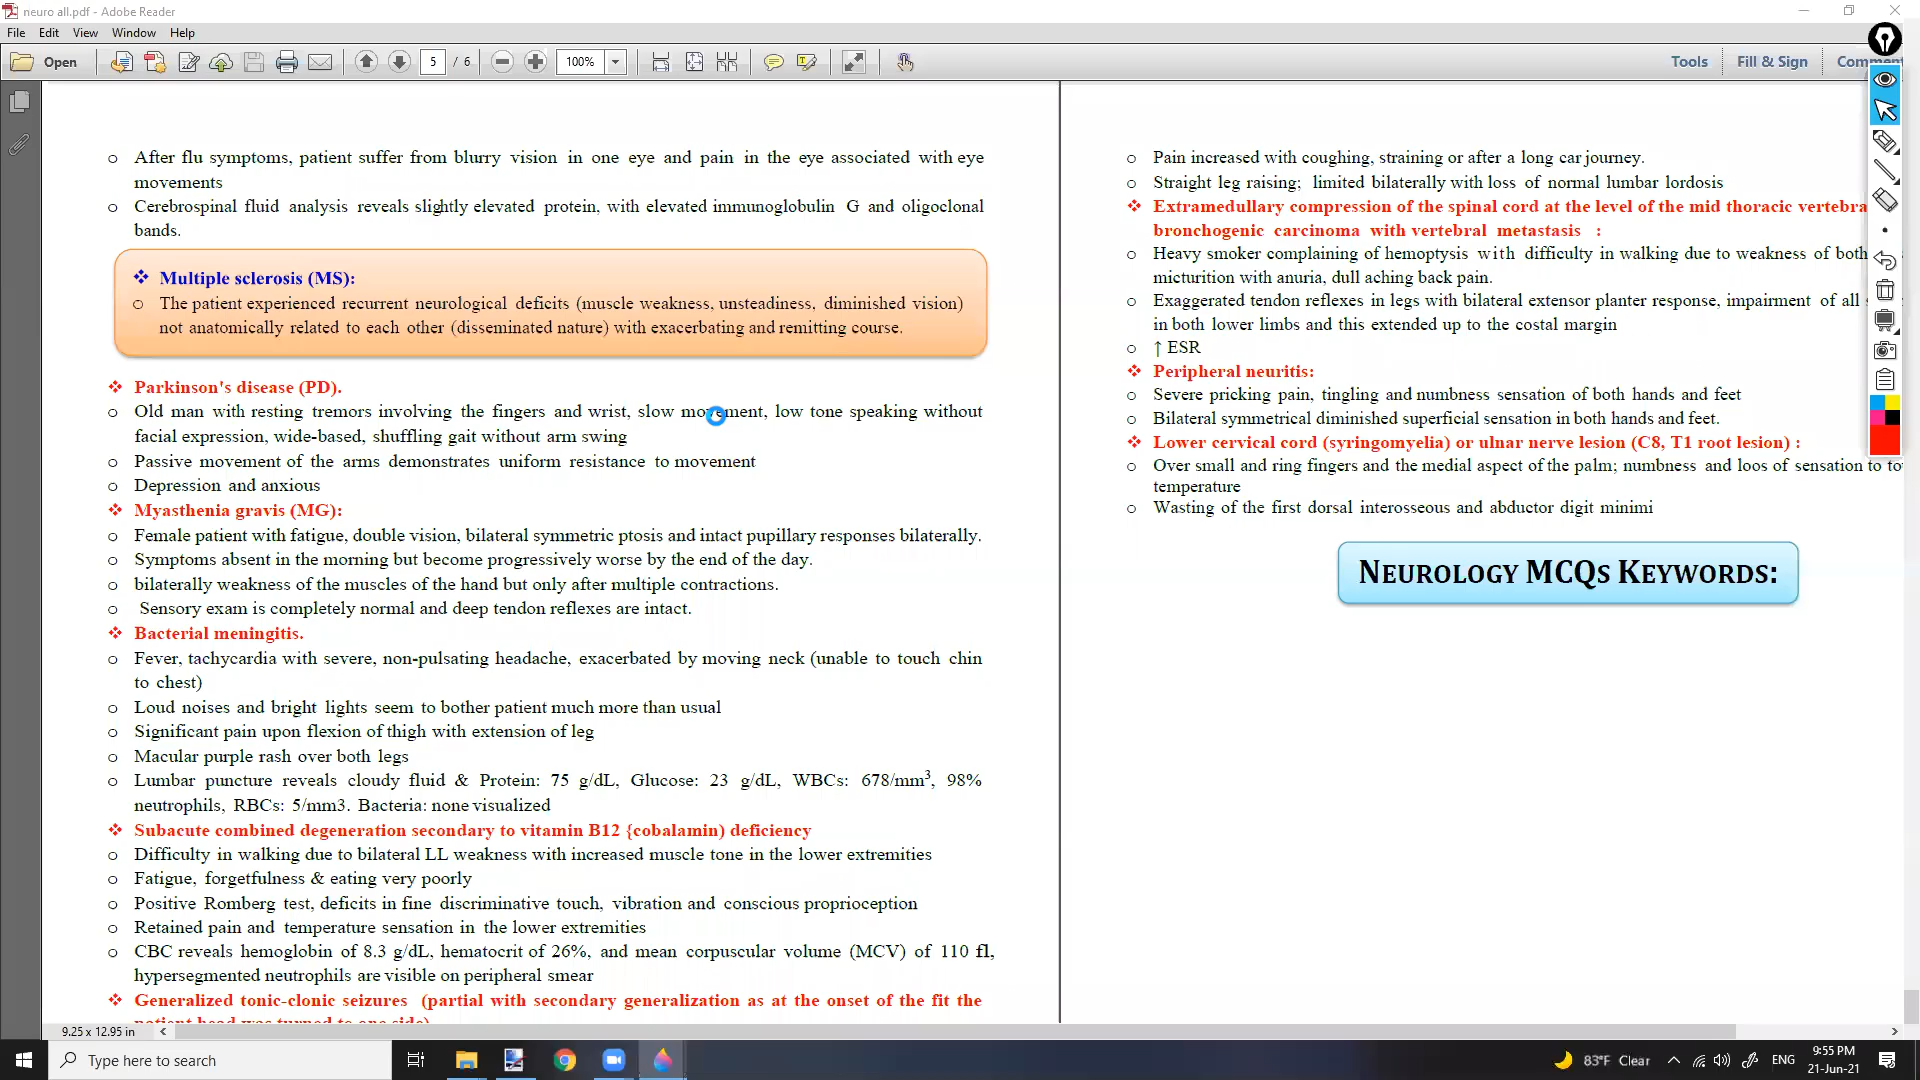 neuro all.pdf - Adobe Reader
File Edit View Window Help
Open 5 / 6 100% Tools Fill & Sign Comment
o After flu symptoms, patient suffer from blurry vision in one eye and pain in the eye associated with eye
movements
o Cerebrospinal fluid analysis reveals slightly elevated protein, with elevated immunoglobulin G and oligoclonal
bands.
❖ Multiple sclerosis (MS):
o The patient experienced recurrent neurological deficits (muscle weakness, unsteadiness, diminished vision)
not anatomically related to each other (disseminated nature) with exacerbating and remitting course.
❖ Parkinson's disease (PD).
o Old man with resting tremors involving the fingers and wrist, slow movement, low tone speaking without
facial expression, wide-based, shuffling gait without arm swing
o Passive movement of the arms demonstrates uniform resistance to movement
o Depression and anxious
❖ Myasthenia gravis (MG):
o Female patient with fatigue, double vision, bilateral symmetric ptosis and intact pupillary responses bilaterally.
o Symptoms absent in the morning but become progressively worse by the end of the day.
o bilaterally weakness of the muscles of the hand but only after multiple contractions.
o Sensory exam is completely normal and deep tendon reflexes are intact.
❖ Bacterial meningitis.
o Fever, tachycardia with severe, non-pulsating headache, exacerbated by moving neck (unable to touch chin
to chest)
o Loud noises and bright lights seem to bother patient much more than usual
o Significant pain upon flexion of thigh with extension of leg
o Macular purple rash over both legs
o Lumbar puncture reveals cloudy fluid & Protein: 75 g/dL, Glucose: 23 g/dL, WBCs: 678/mm³, 98%
neutrophils, RBCs: 5/mm3. Bacteria: none visualized
❖ Subacute combined degeneration secondary to vitamin B12 {cobalamin) deficiency
o Difficulty in walking due to bilateral LL weakness with increased muscle tone in the lower extremities
o Fatigue, forgetfulness & eating very poorly
o Positive Romberg test, deficits in fine discriminative touch, vibration and conscious proprioception
o Retained pain and temperature sensation in the lower extremities
o CBC reveals hemoglobin of 8.3 g/dL, hematocrit of 26%, and mean corpuscular volume (MCV) of 110 fl,
hypersegmented neutrophils are visible on peripheral smear
❖ Generalized tonic-clonic seizures (partial with secondary generalization as at the onset of the fit the
patient head was turned to one side)
o Pain increased with coughing, straining or after a long car journey.
o Straight leg raising; limited bilaterally with loss of normal lumbar lordosis
❖ Extramedullary compression of the spinal cord at the level of the mid thoracic vertebra
bronchogenic carcinoma with vertebral metastasis :
o Heavy smoker complaining of hemoptysis with difficulty in walking due to weakness of both
micturition with anuria, dull aching back pain.
o Exaggerated tendon reflexes in legs with bilateral extensor planter response, impairment of all
in both lower limbs and this extended up to the costal margin
o ↑ ESR
❖ Peripheral neuritis:
o Severe pricking pain, tingling and numbness sensation of both hands and feet
o Bilateral symmetrical diminished superficial sensation in both hands and feet.
❖ Lower cervical cord (syringomyelia) or ulnar nerve lesion (C8, T1 root lesion) :
o Over small and ring fingers and the medial aspect of the palm; numbness and loos of sensation to
temperature
o Wasting of the first dorsal interosseous and abductor digit minimi
NEUROLOGY MCQS KEYWORDS:
9.25 x 12.95 in
Type here to search
83°F Clear ENG 9:55 PM
21-Jun-21